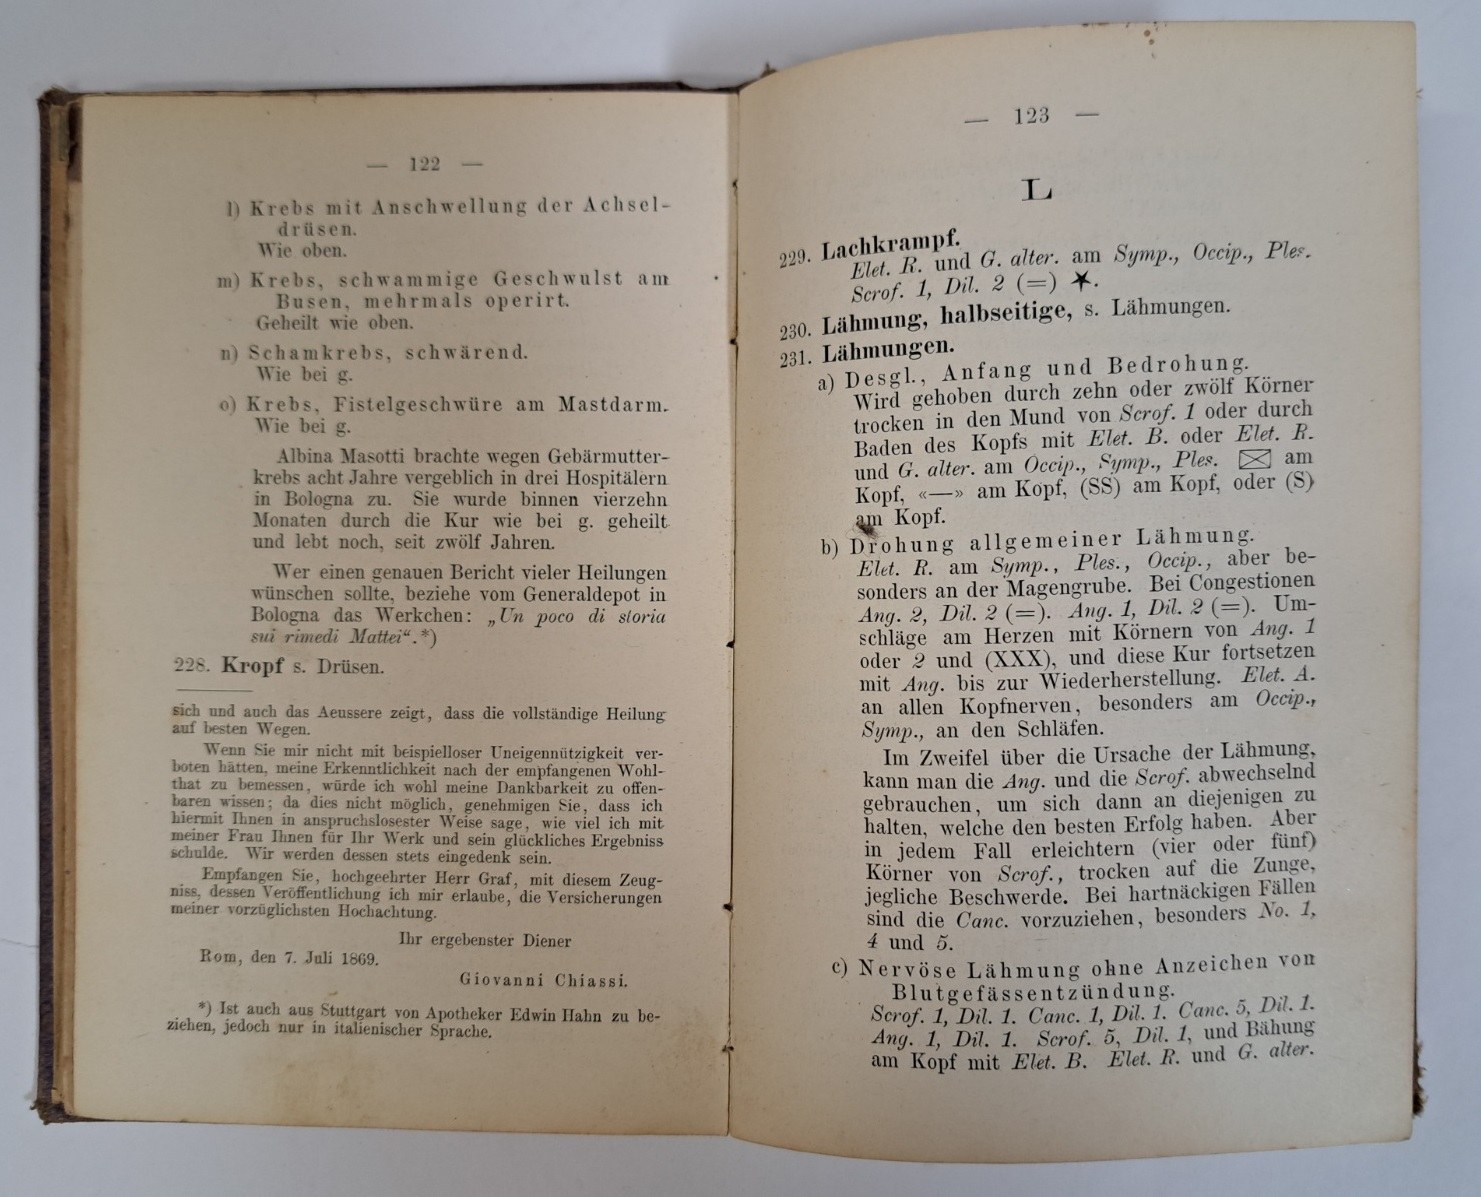 — 122 —
l) Krebs mit Anschwellung der Achsel-
drüsen.
Wie oben.
m) Krebs, schwammige Geschwulst am
Busen, mehrmals operirt.
Geheilt wie oben.
n) Schamkrebs, schwärend.
Wie bei g.
o) Krebs, Fistelgeschwüre am Mastdarm.
Wie bei g.
Albina Masotti brachte wegen Gebärmutter-
krebs acht Jahre vergeblich in drei Hospitälern
in Bologna zu. Sie wurde binnen vierzehn
Monaten durch die Kur wie bei g. geheilt
und lebt noch, seit zwölf Jahren.
Wer einen genauen Bericht vieler Heilungen
wünschen sollte, beziehe vom Generaldepot in
Bologna das Werkchen: „Un poco di storia
sui rimedi Mattei“.*)
228. Kropf s. Drüsen.
sich und auch das Aeussere zeigt, dass die vollständige Heilung
auf besten Wegen.
Wenn Sie mir nicht mit beispielloser Uneigennützigkeit ver-
boten hätten, meine Erkenntlichkeit nach der empfangenen Wohl-
that zu bemessen, würde ich wohl meine Dankbarkeit zu offen-
baren wissen; da dies nicht möglich, genehmigen Sie, dass ich
hiermit Ihnen in anspruchslosester Weise sage, wie viel ich mit
meiner Frau Ihnen für Ihr Werk und sein glückliches Ergebniss
schulde. Wir werden dessen stets eingedenk sein.
Empfangen Sie, hochgeehrter Herr Graf, mit diesem Zeug-
niss, dessen Veröffentlichung ich mir erlaube, die Versicherungen
meiner vorzüglichsten Hochachtung.
Ihr ergebenster Diener
Rom, den 7. Juli 1869.
Giovanni Chiassi.
*) Ist auch aus Stuttgart von Apotheker Edwin Hahn zu be-
ziehen, jedoch nur in italienischer Sprache.
— 123 —
L
229. Lachkrampf.
Elet. R. und G. alter. am Symp., Occip., Ples.
Scrof. 1, Dil. 2 (=) ★.
230. Lähmung, halbseitige, s. Lähmungen.
231. Lähmungen.
a) Desgl., Anfang und Bedrohung.
Wird gehoben durch zehn oder zwölf Körner
trocken in den Mund von Scrof. 1 oder durch
Baden des Kopfs mit Elet. B. oder Elet. R.
und G. alter. am Occip., Symp., Ples. ☒ am
Kopf, «—» am Kopf, (SS) am Kopf, oder (S)
am Kopf.
b) Drohung allgemeiner Lähmung.
Elet. R. am Symp., Ples., Occip., aber be-
sonders an der Magengrube. Bei Congestionen
Ang. 2, Dil. 2 (=). Ang. 1, Dil. 2 (=). Um-
schläge am Herzen mit Körnern von Ang. 1
oder 2 und (XXX), und diese Kur fortsetzen
mit Ang. bis zur Wiederherstellung. Elet. A.
an allen Kopfnerven, besonders am Occip.,
Symp., an den Schläfen.
Im Zweifel über die Ursache der Lähmung,
kann man die Ang. und die Scrof. abwechselnd
gebrauchen, um sich dann an diejenigen zu
halten, welche den besten Erfolg haben. Aber
in jedem Fall erleichtern (vier oder fünf)
Körner von Scrof., trocken auf die Zunge,
jegliche Beschwerde. Bei hartnäckigen Fällen
sind die Canc. vorzuziehen, besonders No. 1,
4 und 5.
c) Nervöse Lähmung ohne Anzeichen von
Blutgefässentzündung.
Scrof. 1, Dil. 1. Canc. 1, Dil. 1. Canc. 5, Dil. 1.
Ang. 1, Dil. 1. Scrof. 5, Dil. 1, und Bähung
am Kopf mit Elet. B. Elet. R. und G. alter.